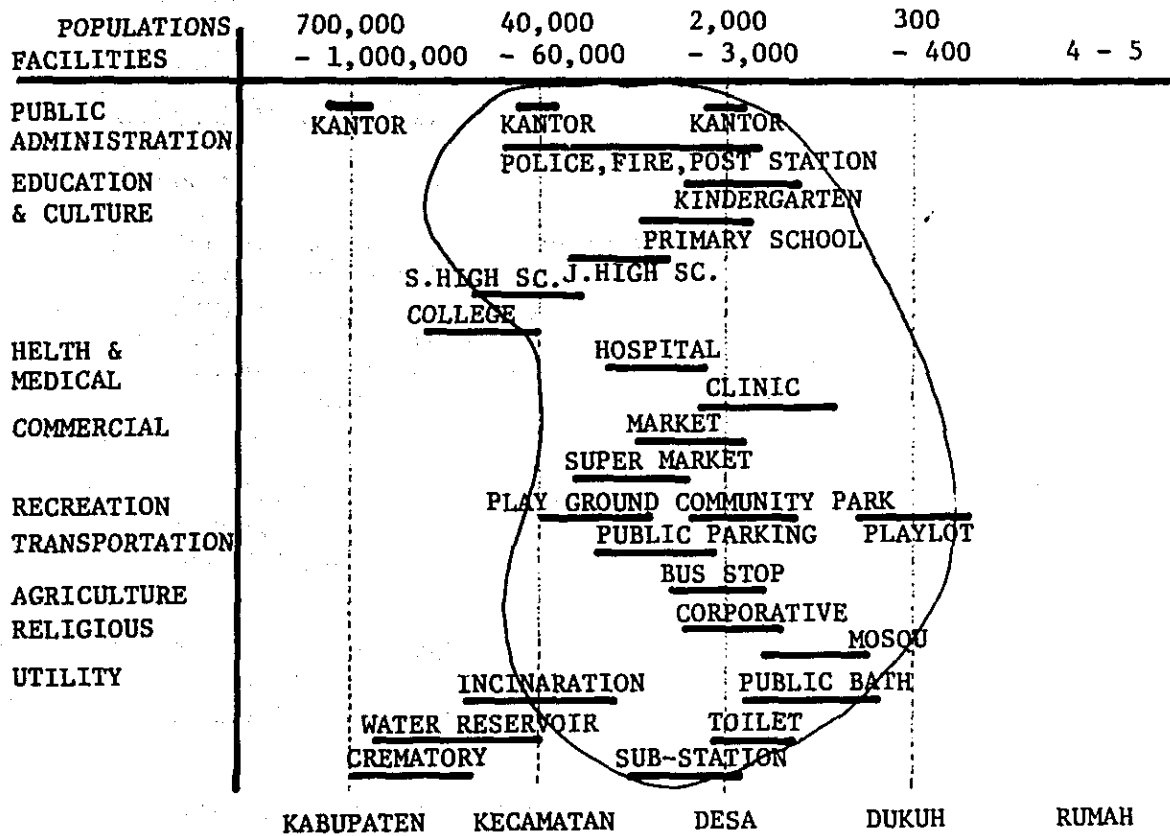 POPULATIONS 700,000 40,000 2,000 300
FACILITIES - 1,000,000 - 60,000 - 3,000 - 400 4 - 5
PUBLIC KANTOR KANTOR KANTOR
ADMINISTRATION
POLICE,FIRE,POST STATION
EDUCATION
& CULTURE KINDERGARTEN
PRIMARY SCHOOL
S.HIGH SC. J.HIGH SC.
COLLEGE
HELTH & HOSPITAL
MEDICAL
CLINIC
COMMERCIAL MARKET
SUPER MARKET
RECREATION PLAY GROUND COMMUNITY PARK
TRANSPORTATION PUBLIC PARKING PLAYLOT
BUS STOP
AGRICULTURE
CORPORATIVE
RELIGIOUS
MOSQU
UTILITY INCINARATION PUBLIC BATH
WATER RESERVOIR TOILET
CREMATORY SUB-STATION
KABUPATEN KECAMATAN DESA DUKUH RUMAH